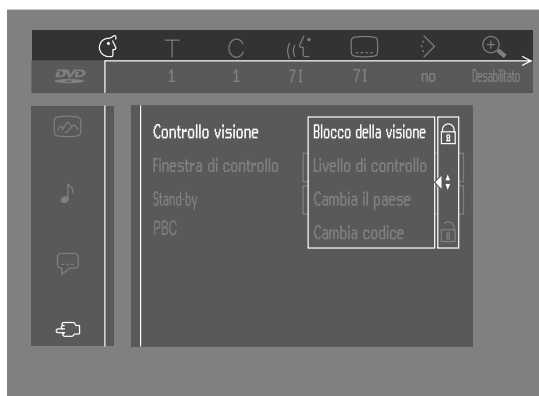 T C
DVD 1 1 7I 7I no Desabilitato
Controllo visione Blocco della visione
Finestra di controllo Livello di controllo
Stand-by Cambia il paese
PBC Cambia codice